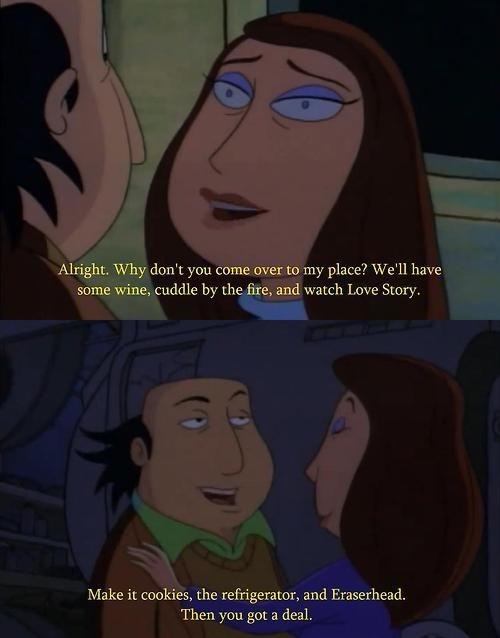 Alright. Why don't you come over to my place? We'll have
some wine, cuddle by the fire, and watch Love Story.
Make it cookies, the refrigerator, and Eraserhead.
Then you got a deal.